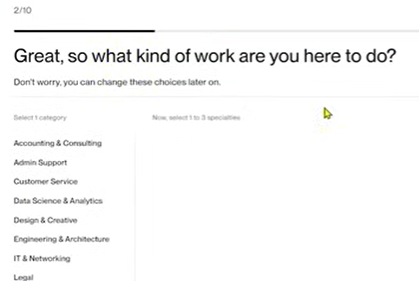 2/10
Great, so what kind of work are you here to do?
Don't worry, you can change these choices later on.
Select 1 category
Now, select 1 to 3 specialties
Accounting & Consulting
Admin Support
Customer Service
Data Science & Analytics
Design & Creative
Engineering & Architecture
IT & Networking
Legal